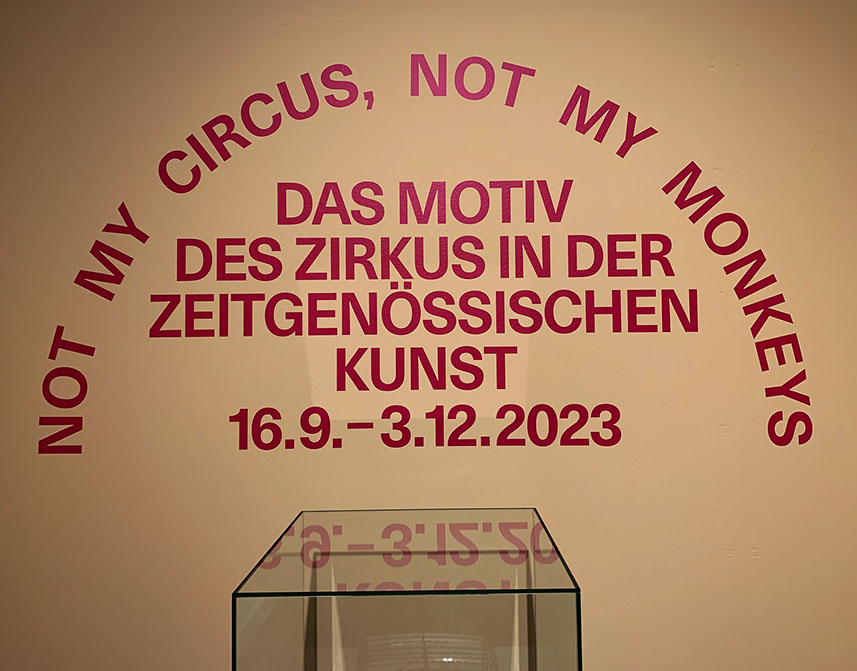 NOT MY CIRCUS, NOT MY MONKEYS
DAS MOTIV
DES ZIRKUS IN DER
ZEITGENÖSSISCHEN
KUNST
16.9.–3.12.2023